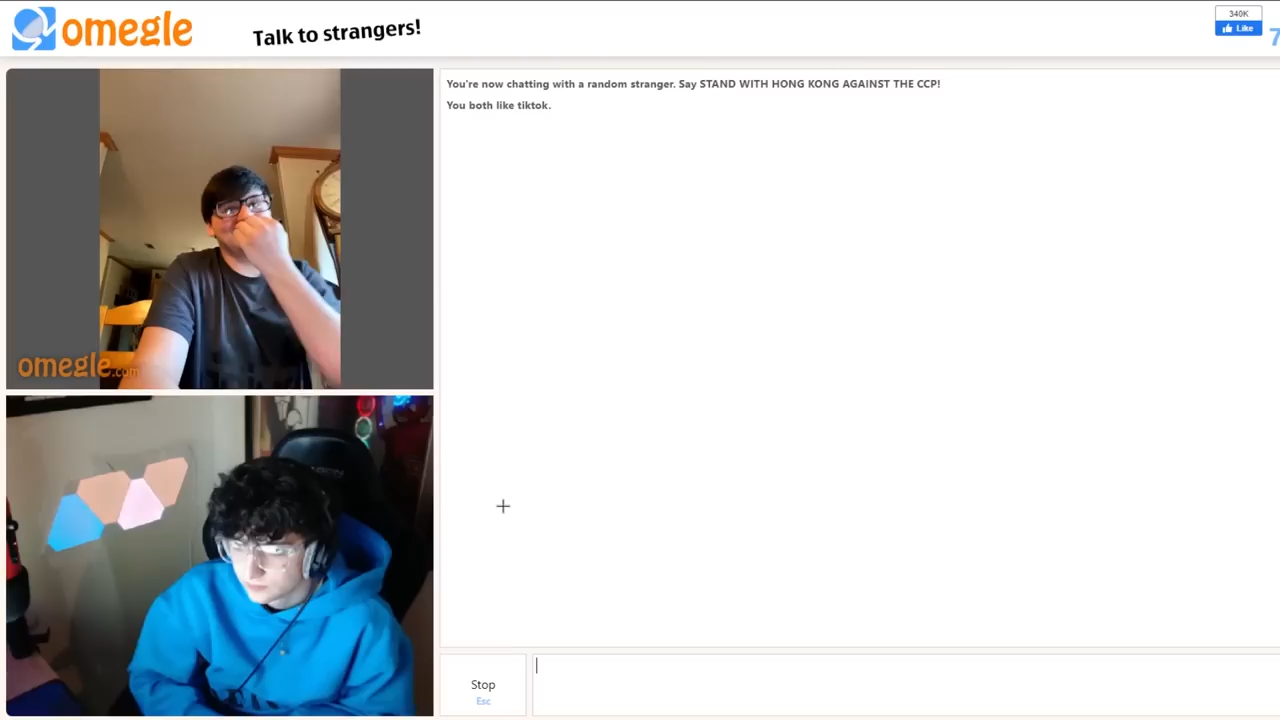 omegle
Talk to strangers!
340K
Like
7
You're now chatting with a random stranger. Say STAND WITH HONG KONG AGAINST THE CCP!
You both like tiktok.
omegle.com
Stop
Esc